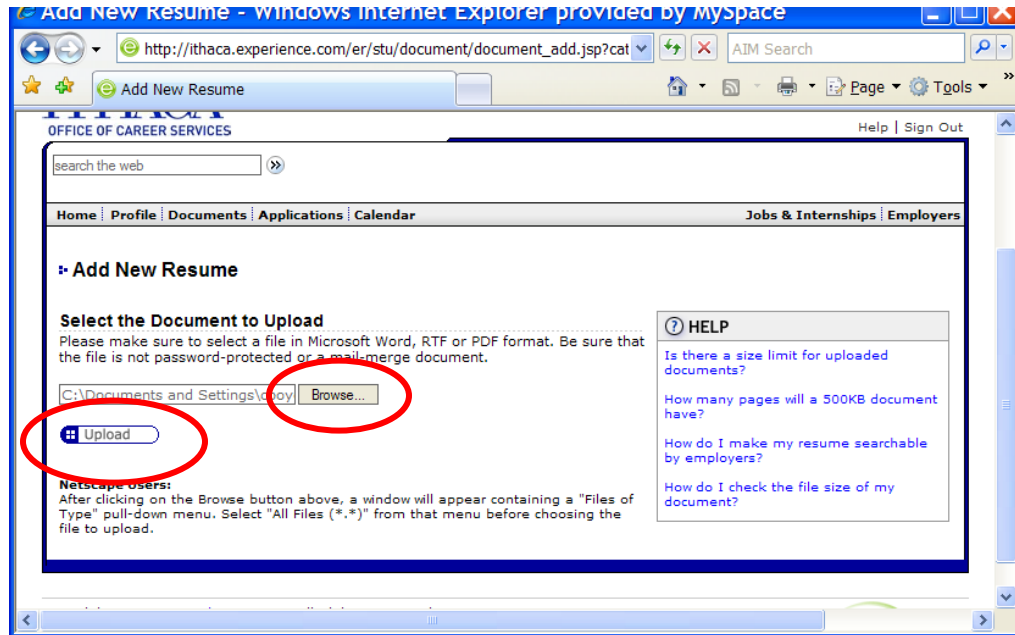 Add New Resume - Windows Internet Explorer provided by MySpace
http://ithaca.experience.com/er/stu/document/document_add.jsp?cat
AIM Search
Add New Resume
Page
Tools
»
ITHACA
OFFICE OF CAREER SERVICES
Help | Sign Out
search the web
Home Profile Documents Applications Calendar
Jobs & Internships Employers
Add New Resume
Select the Document to Upload
Please make sure to select a file in Microsoft Word, RTF or PDF format. Be sure that
the file is not password-protected or a mail-merge document.
C:\Documents and Settings\cboy
Browse...
Upload
Netscape Users:
After clicking on the Browse button above, a window will appear containing a "Files of
Type" pull-down menu. Select "All Files (*.*)" from that menu before choosing the
file to upload.
? HELP
Is there a size limit for uploaded
documents?
How many pages will a 500KB document
have?
How do I make my resume searchable
by employers?
How do I check the file size of my
document?